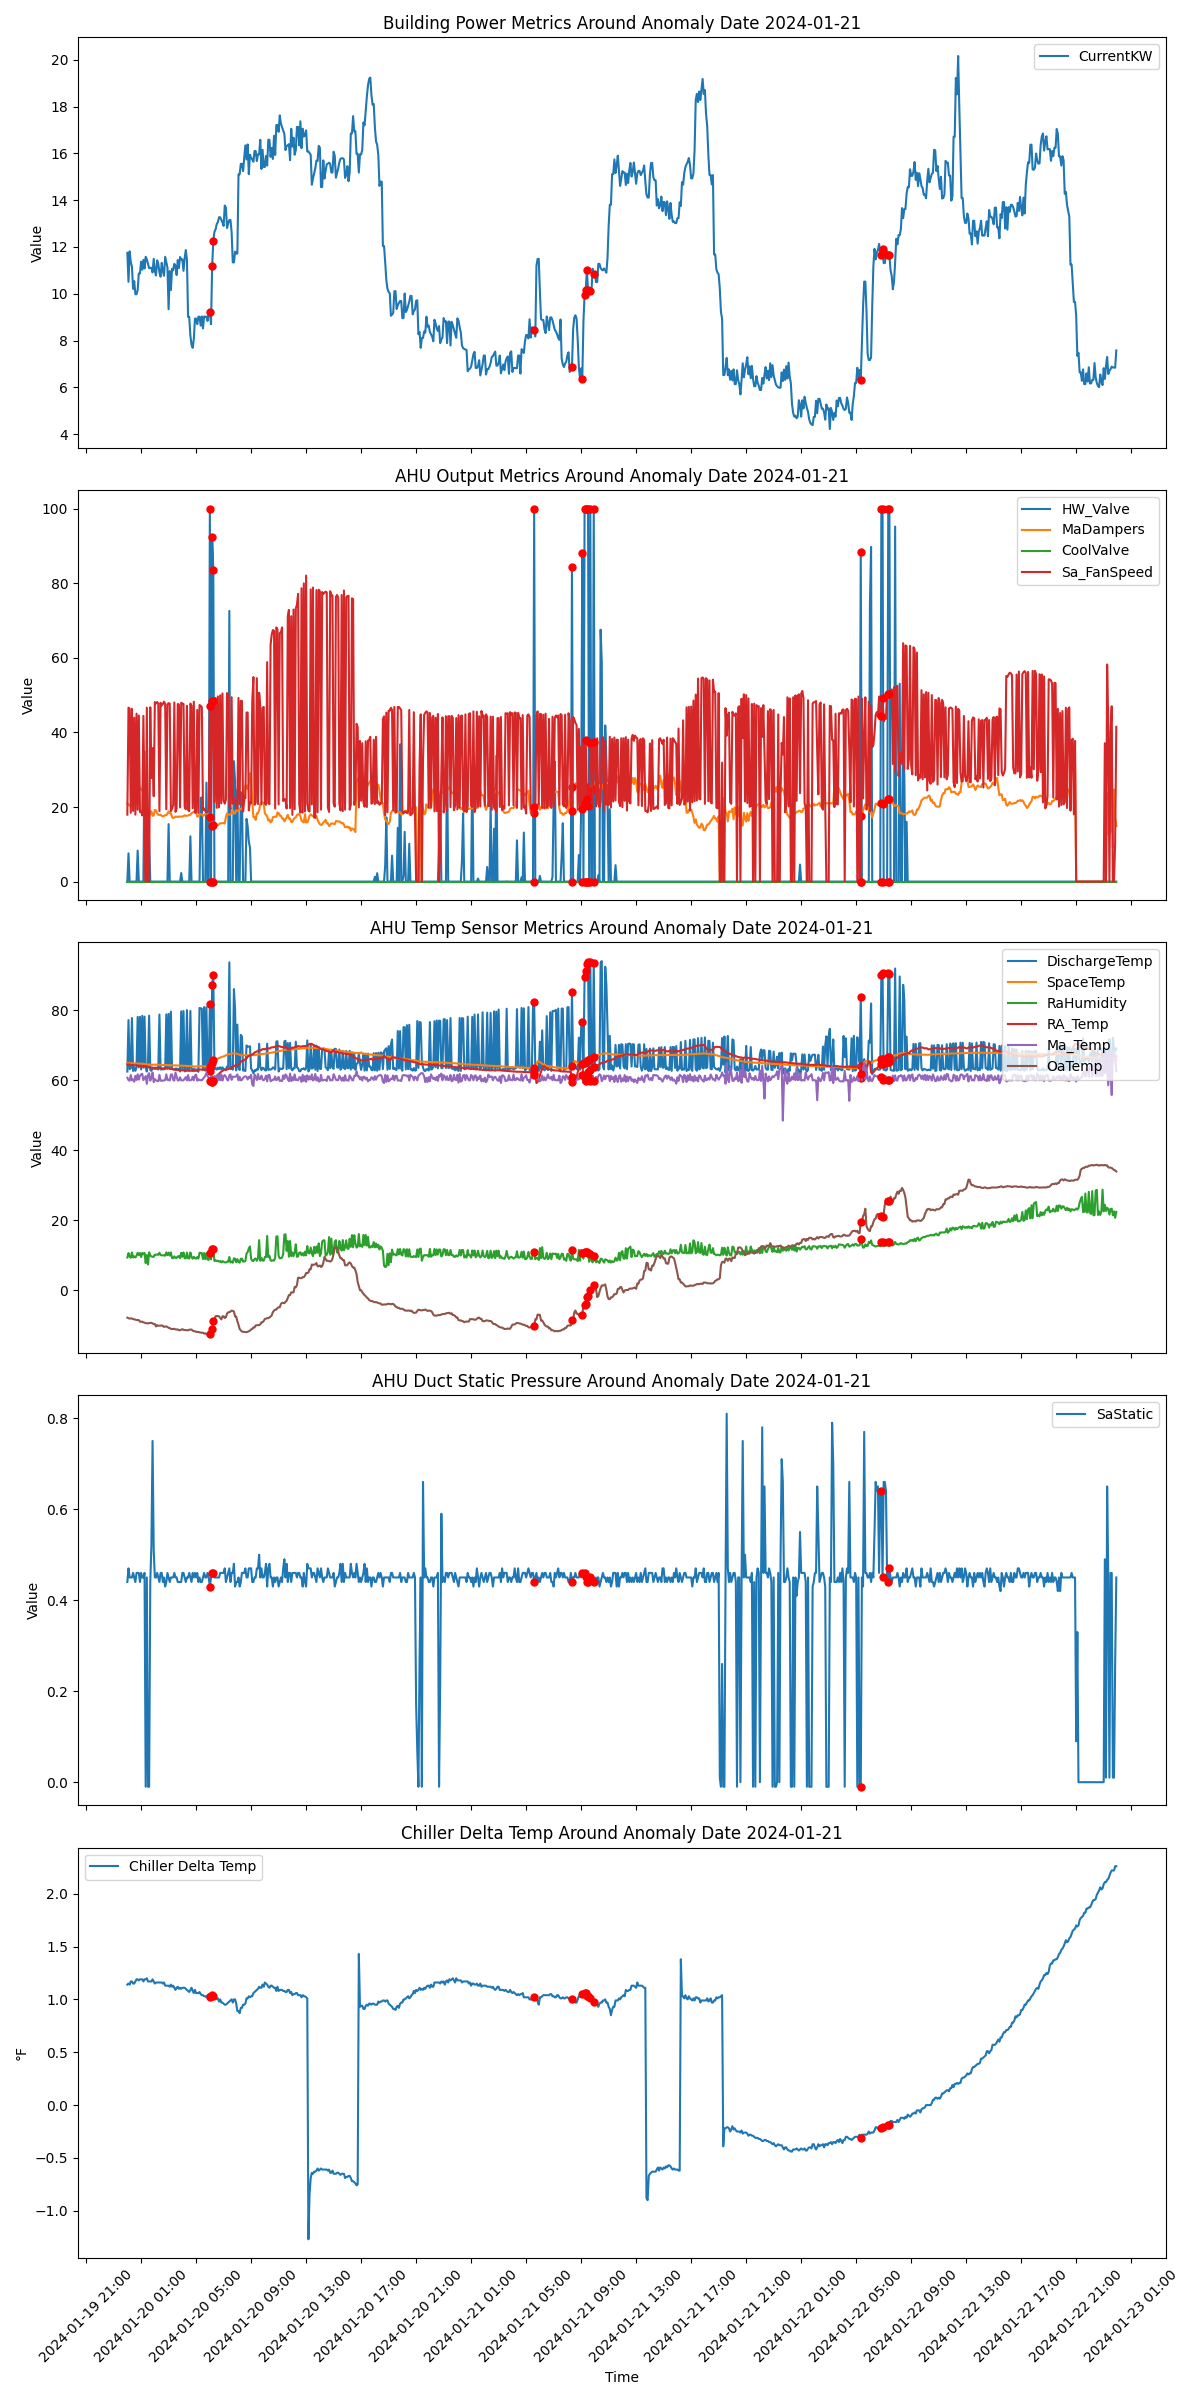 Building Power Metrics Around Anomaly Date 2024-01-21
CurrentKW
20
18
16
14
12
10
8
6
4
Value
AHU Output Metrics Around Anomaly Date 2024-01-21
HW_Valve
MaDampers
CoolValve
Sa_FanSpeed
100
80
60
40
20
0
Value
AHU Temp Sensor Metrics Around Anomaly Date 2024-01-21
DischargeTemp
SpaceTemp
RaHumidity
RA_Temp
Ma_Temp
OaTemp
80
60
40
20
0
Value
AHU Duct Static Pressure Around Anomaly Date 2024-01-21
SaStatic
0.8
0.6
0.4
0.2
0.0
Value
Chiller Delta Temp Around Anomaly Date 2024-01-21
Chiller Delta Temp
2.0
1.5
1.0
0.5
0.0
−0.5
−1.0
°F
2024-01-19 21:00
2024-01-20 01:00
2024-01-20 05:00
2024-01-20 09:00
2024-01-20 13:00
2024-01-20 17:00
2024-01-20 21:00
2024-01-21 01:00
2024-01-21 05:00
2024-01-21 09:00
2024-01-21 13:00
2024-01-21 17:00
2024-01-21 21:00
2024-01-22 01:00
2024-01-22 05:00
2024-01-22 09:00
2024-01-22 13:00
2024-01-22 17:00
2024-01-22 21:00
2024-01-23 01:00
Time